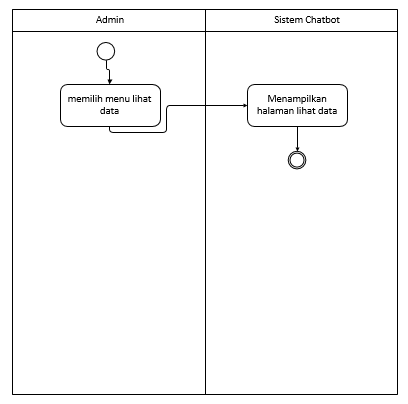 Admin
Sistem Chatbot
memilih menu lihat
data
Menampilkan
halaman lihat data